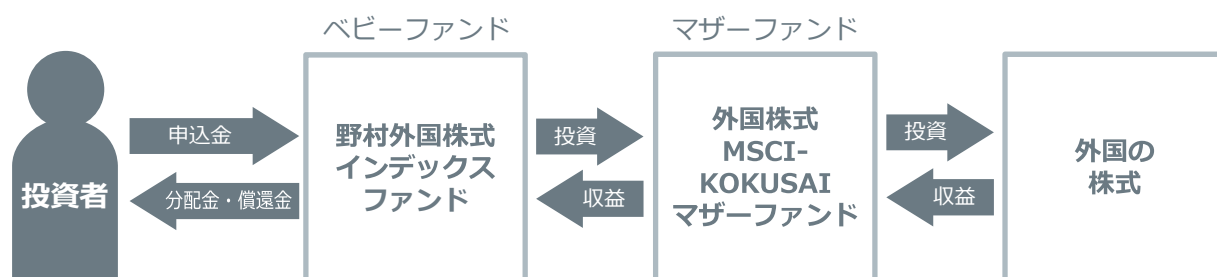 ベビーファンド
マザーファンド
投資者
申込金
分配金・償還金
野村外国株式
インデックス
ファンド
投資
収益
外国株式
MSCI-
KOKUSAI
マザーファンド
投資
収益
外国の
株式